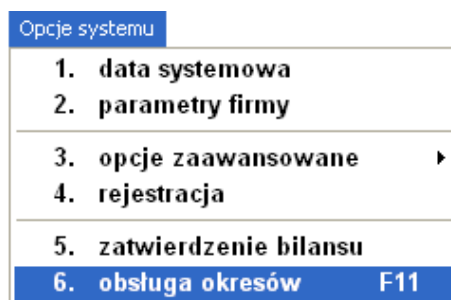 Opcje systemu
1. data systemowa
2. parametry firmy
3. opcje zaawansowane
4. rejestracja
5. zatwierdzenie bilansu
6. obsługa okresów F11